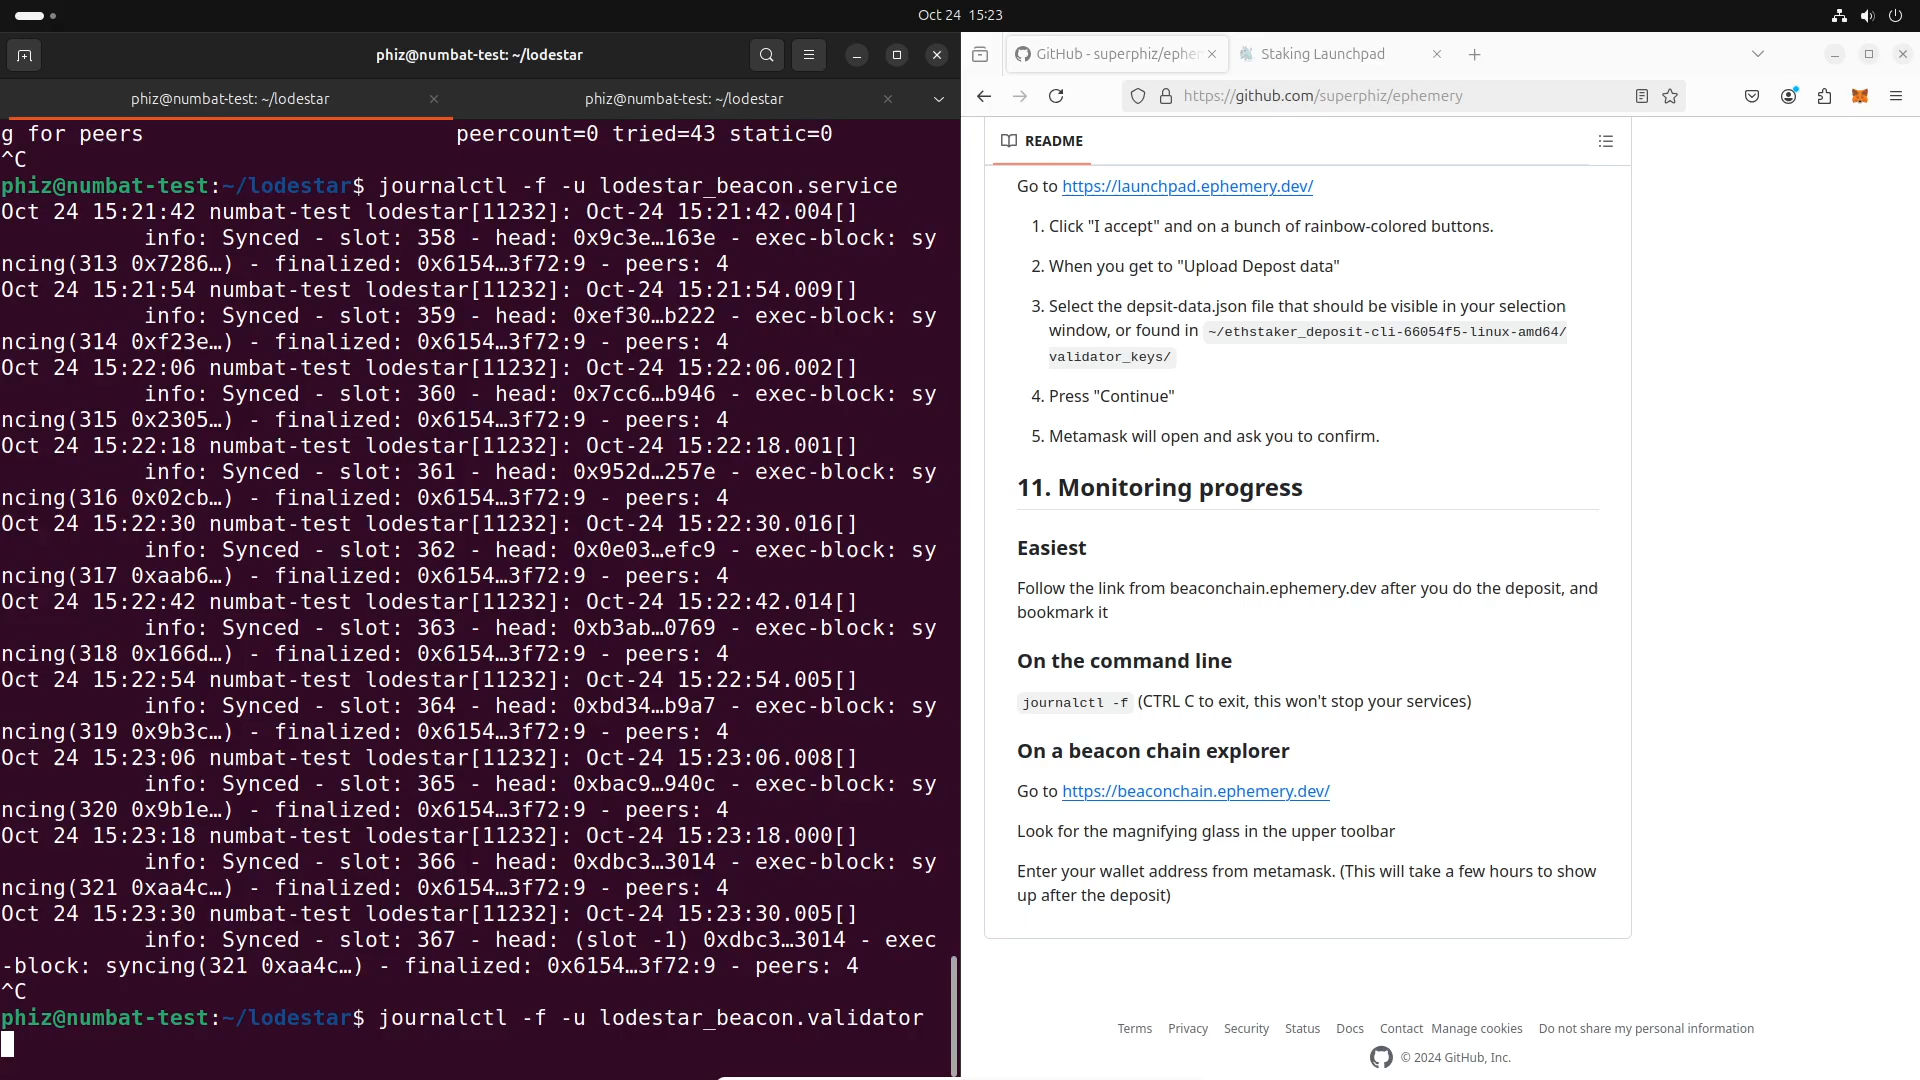 Oct 24 15:23
phiz@numbat-test: ~/lodestar
phiz@numbat-test: ~/lodestar
phiz@numbat-test: ~/lodestar
g for peers                        peercount=0 tried=43 static=0
^C
phiz@numbat-test:~/lodestar$ journalctl -f -u lodestar_beacon.service
Oct 24 15:21:42 numbat-test lodestar[11232]: Oct-24 15:21:42.004[]
info: Synced - slot: 358 - head: 0x9c3e…163e - exec-block: sy
ncing(313 0x7286…) - finalized: 0x6154…3f72:9 - peers: 4
Oct 24 15:21:54 numbat-test lodestar[11232]: Oct-24 15:21:54.009[]
info: Synced - slot: 359 - head: 0xef30…b222 - exec-block: sy
ncing(314 0xf23e…) - finalized: 0x6154…3f72:9 - peers: 4
Oct 24 15:22:06 numbat-test lodestar[11232]: Oct-24 15:22:06.002[]
info: Synced - slot: 360 - head: 0x7cc6…b946 - exec-block: sy
ncing(315 0x2305…) - finalized: 0x6154…3f72:9 - peers: 4
Oct 24 15:22:18 numbat-test lodestar[11232]: Oct-24 15:22:18.001[]
info: Synced - slot: 361 - head: 0x952d…257e - exec-block: sy
ncing(316 0x02cb…) - finalized: 0x6154…3f72:9 - peers: 4
Oct 24 15:22:30 numbat-test lodestar[11232]: Oct-24 15:22:30.016[]
info: Synced - slot: 362 - head: 0x0e03…efc9 - exec-block: sy
ncing(317 0xaab6…) - finalized: 0x6154…3f72:9 - peers: 4
Oct 24 15:22:42 numbat-test lodestar[11232]: Oct-24 15:22:42.014[]
info: Synced - slot: 363 - head: 0xb3ab…0769 - exec-block: sy
ncing(318 0x166d…) - finalized: 0x6154…3f72:9 - peers: 4
Oct 24 15:22:54 numbat-test lodestar[11232]: Oct-24 15:22:54.005[]
info: Synced - slot: 364 - head: 0xbd34…b9a7 - exec-block: sy
ncing(319 0x9b3c…) - finalized: 0x6154…3f72:9 - peers: 4
Oct 24 15:23:06 numbat-test lodestar[11232]: Oct-24 15:23:06.008[]
info: Synced - slot: 365 - head: 0xbac9…940c - exec-block: sy
ncing(320 0x9b1e…) - finalized: 0x6154…3f72:9 - peers: 4
Oct 24 15:23:18 numbat-test lodestar[11232]: Oct-24 15:23:18.000[]
info: Synced - slot: 366 - head: 0xdbc3…3014 - exec-block: sy
ncing(321 0xaa4c…) - finalized: 0x6154…3f72:9 - peers: 4
Oct 24 15:23:30 numbat-test lodestar[11232]: Oct-24 15:23:30.005[]
info: Synced - slot: 367 - head: (slot -1) 0xdbc3…3014 - exec
-block: syncing(321 0xaa4c…) - finalized: 0x6154…3f72:9 - peers: 4
^C
phiz@numbat-test:~/lodestar$ journalctl -f -u lodestar_beacon.validator
GitHub - superphiz/ephe
Staking Launchpad
https://github.com/superphiz/ephemery
README
Go to https://launchpad.ephemery.dev/
1. Click "I accept" and on a bunch of rainbow-colored buttons.
2. When you get to "Upload Depost data"
3. Select the depsit-data.json file that should be visible in your selection
window, or found in ~/ethstaker_deposit-cli-66054f5-linux-amd64/
validator_keys/
4. Press "Continue"
5. Metamask will open and ask you to confirm.
11. Monitoring progress
Easiest
Follow the link from beaconchain.ephemery.dev after you do the deposit, and
bookmark it
On the command line
journalctl -f (CTRL C to exit, this won't stop your services)
On a beacon chain explorer
Go to https://beaconchain.ephemery.dev/
Look for the magnifying glass in the upper toolbar
Enter your wallet address from metamask. (This will take a few hours to show
up after the deposit)
Terms Privacy Security Status Docs Contact Manage cookies Do not share my personal information
© 2024 GitHub, Inc.